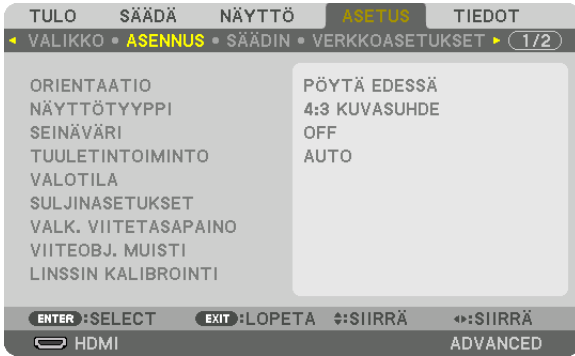 TULO SÄÄDÄ NÄYTTÖ ASETUS TIEDOT
VALIKKO • ASENNUS • SÄÄDIN • VERKKOASETUKSET 1/2
ORIENTAATIO PÖYTÄ EDESSÄ
NÄYTTÖTYYPPI 4:3 KUVASUHDE
SEINÄVÄRI OFF
TUULETINTOIMINTO AUTO
VALOTILA
SULJINASETUKSET
VALK. VIITETASAPAINO
VIITEOBJ. MUISTI
LINSSIN KALIBROINTI
ENTER :SELECT EXIT :LOPETA :SIIRRÄ :SIIRRÄ
HDMI ADVANCED